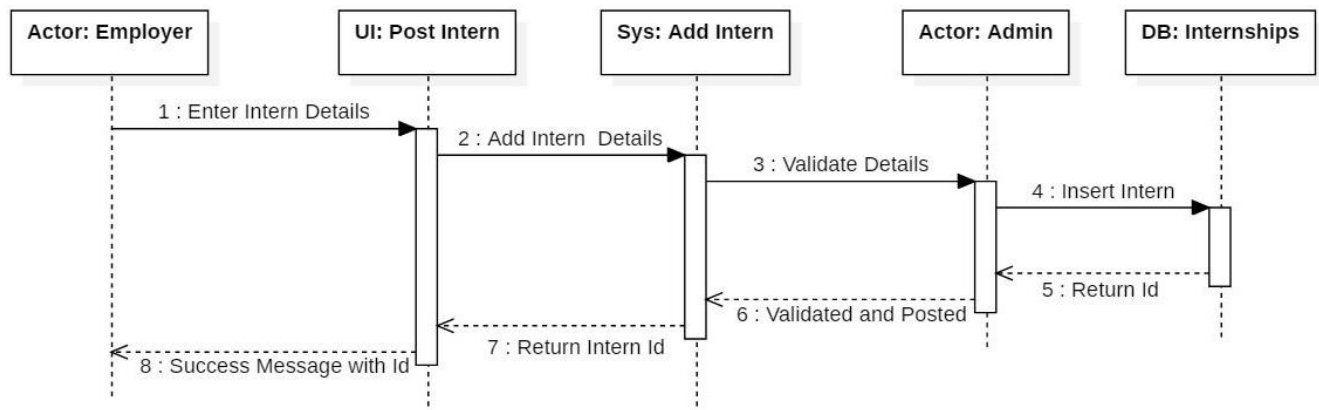 Actor: Employer
UI: Post Intern
Sys: Add Intern
Actor: Admin
DB: Internships
1 : Enter Intern Details
2 : Add Intern  Details
3 : Validate Details
4 : Insert Intern
5 : Return Id
6 : Validated and Posted
7 : Return Intern Id
8 : Success Message with Id